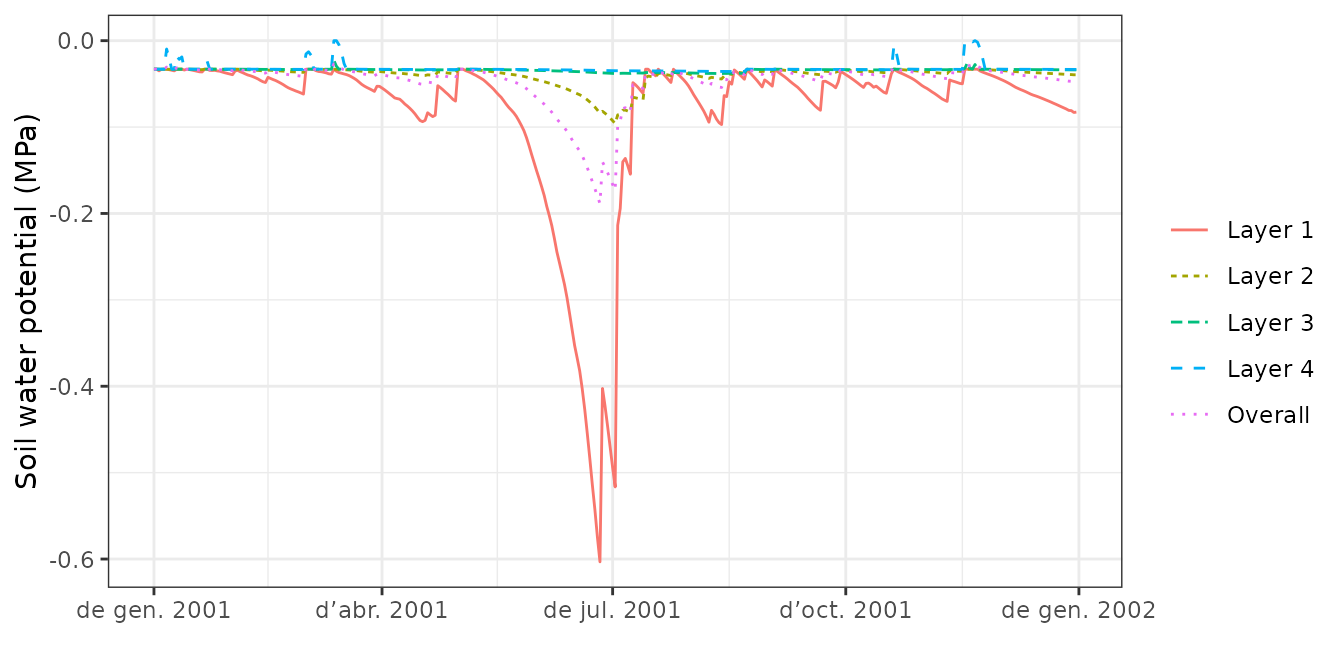 Soil water potential (MPa)
0.0
-0.2
-0.4
-0.6
de gen. 2001
d’abr. 2001
de jul. 2001
d’oct. 2001
de gen. 2002
Layer 1
Layer 2
Layer 3
Layer 4
Overall